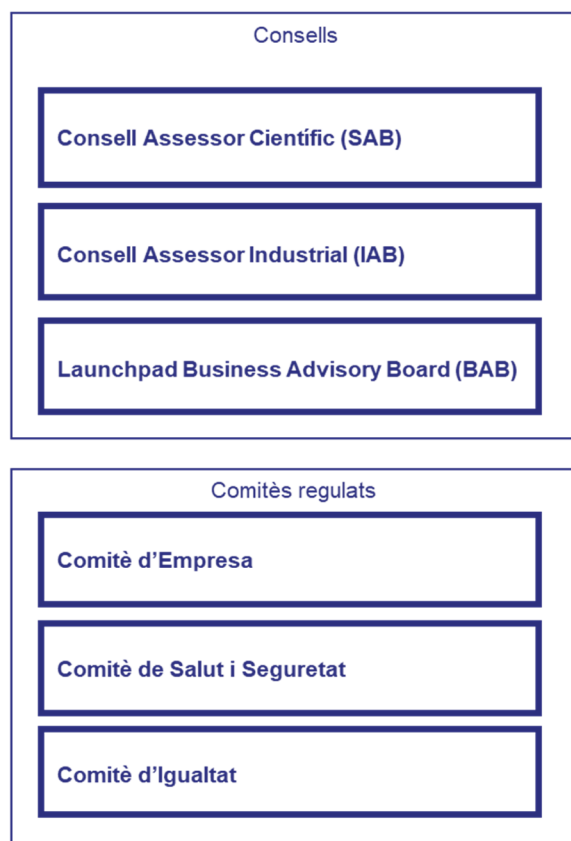 Consells
Consell Assessor Científic (SAB)
Consell Assessor Industrial (IAB)
Launchpad Business Advisory Board (BAB)
Comitès regulats
Comitè d’Empresa
Comitè de Salut i Seguretat
Comitè d’Igualtat